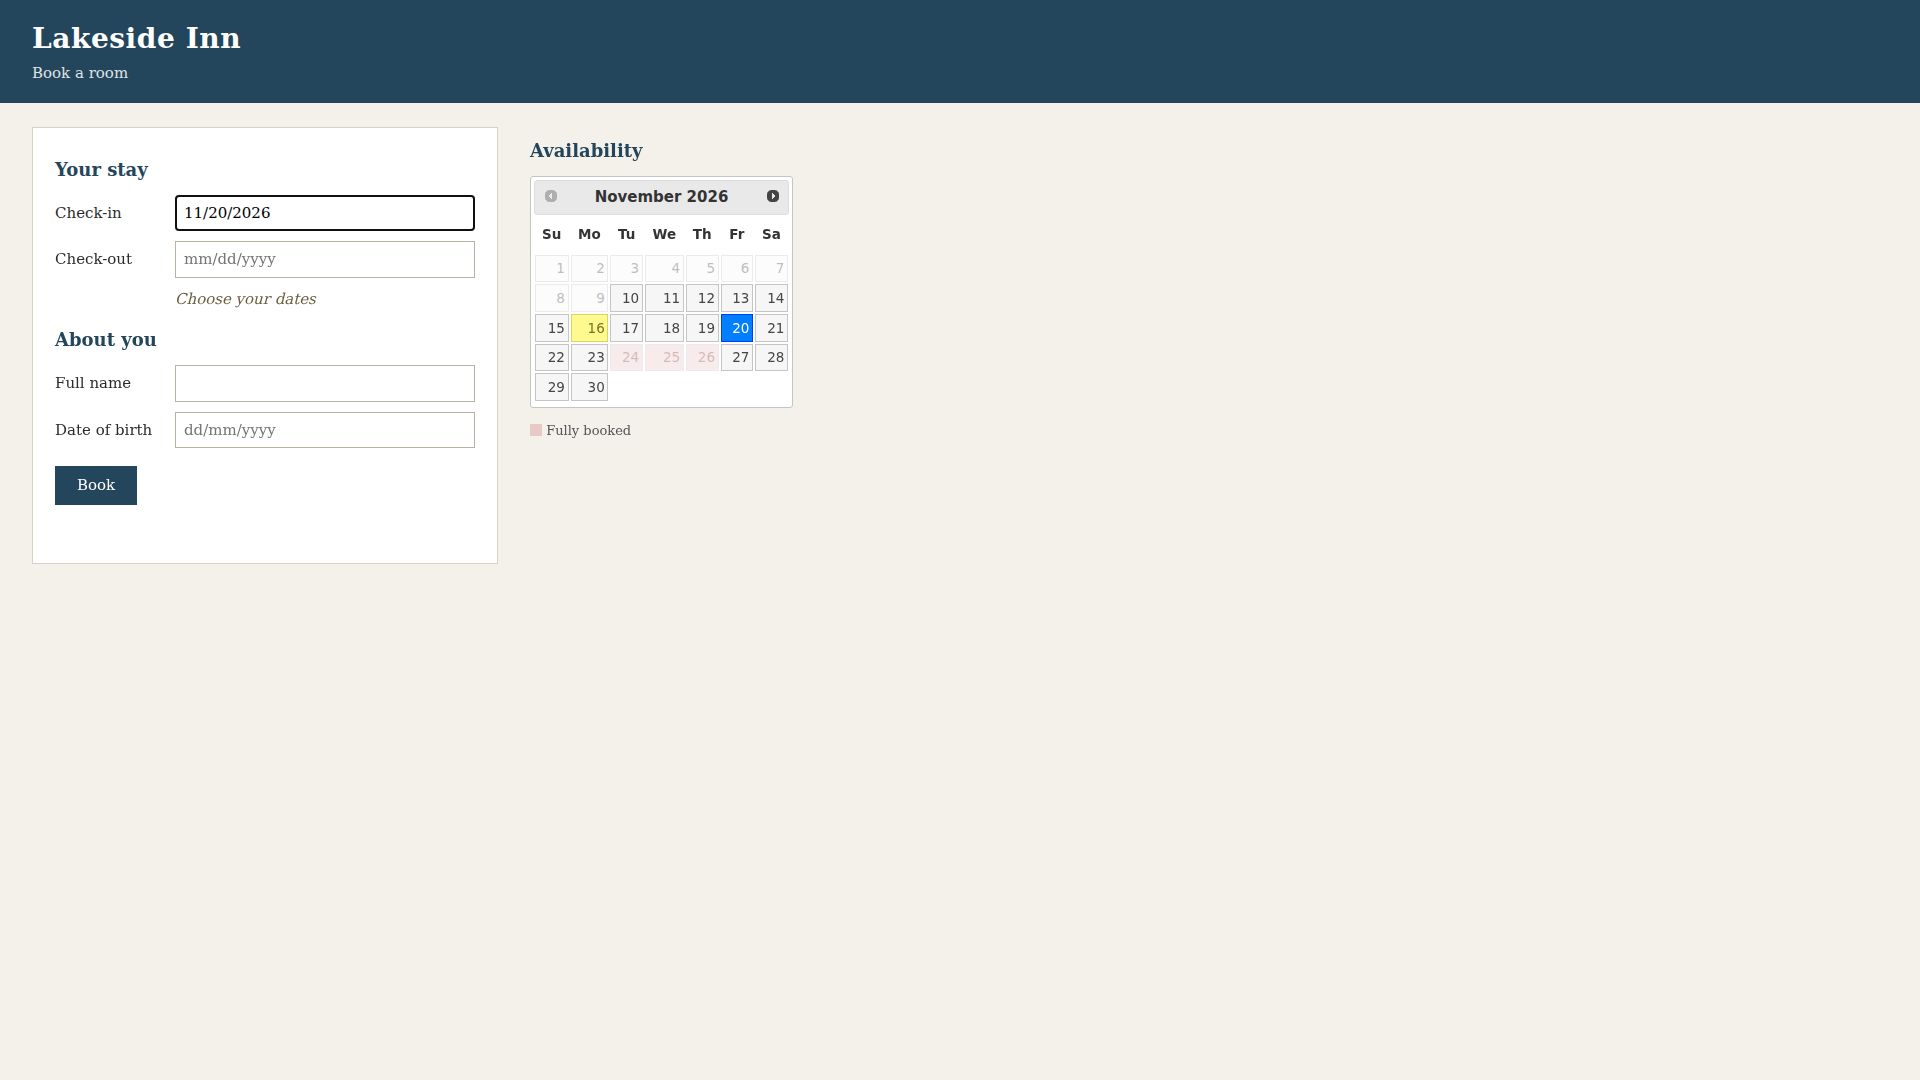 Lakeside Inn
Book a room
Your stay
Check-in 11/20/2026
Check-out mm/dd/yyyy
Choose your dates
About you
Full name
Date of birth dd/mm/yyyy
Book
Availability
November 2026
Su Mo Tu We Th Fr Sa
1 2 3 4 5 6 7
8 9 10 11 12 13 14
15 16 17 18 19 20 21
22 23 24 25 26 27 28
29 30
Fully booked